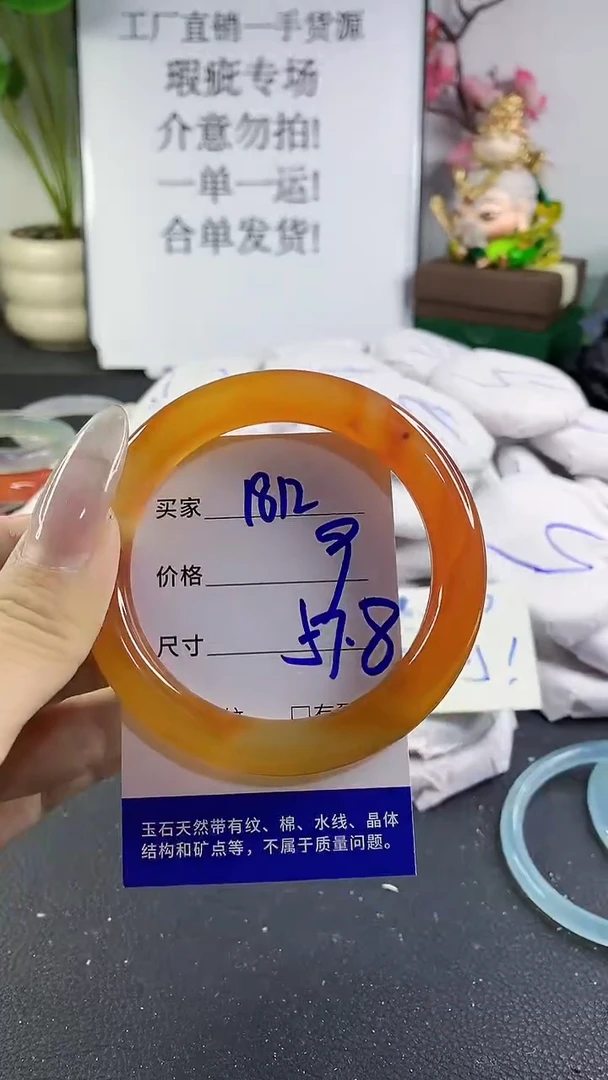 工厂直销一手货源
瑕疵专场
介意勿拍!
一单一运!
合单发货!
买家 1812
价格 9
尺寸 57.8
玉石天然带有纹、棉、水线、晶体
结构和矿点等，不属于质量问题。